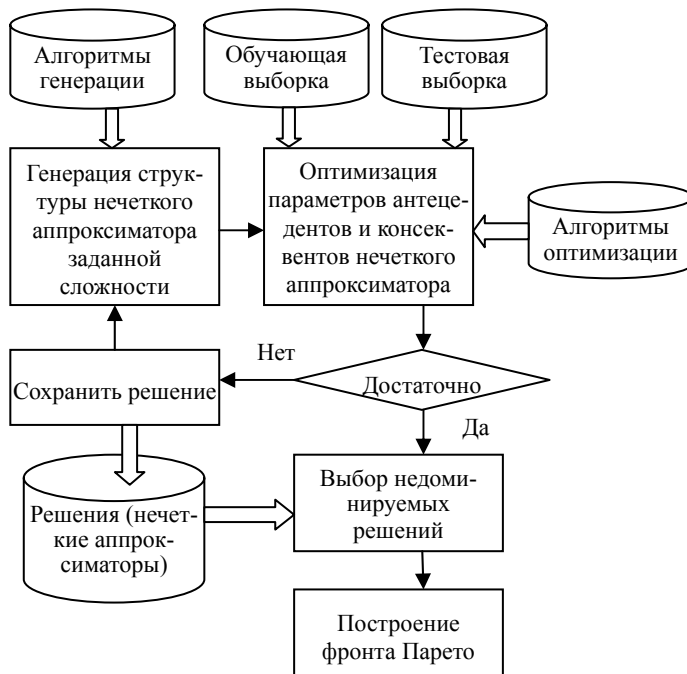 Алгоритмы
генерации
Обучающая
выборка
Тестовая
выборка
Генерация струк-
туры нечеткого
аппроксиматора
заданной
сложности
Оптимизация
параметров антеце-
дентов и консек-
вентов нечеткого
аппроксиматора
Алгоритмы
оптимизации
Нет
Сохранить решение
Достаточно
Да
Решения (нечет-
кие аппрок-
симаторы)
Выбор недоми-
нируемых
решений
Построение
фронта Парето